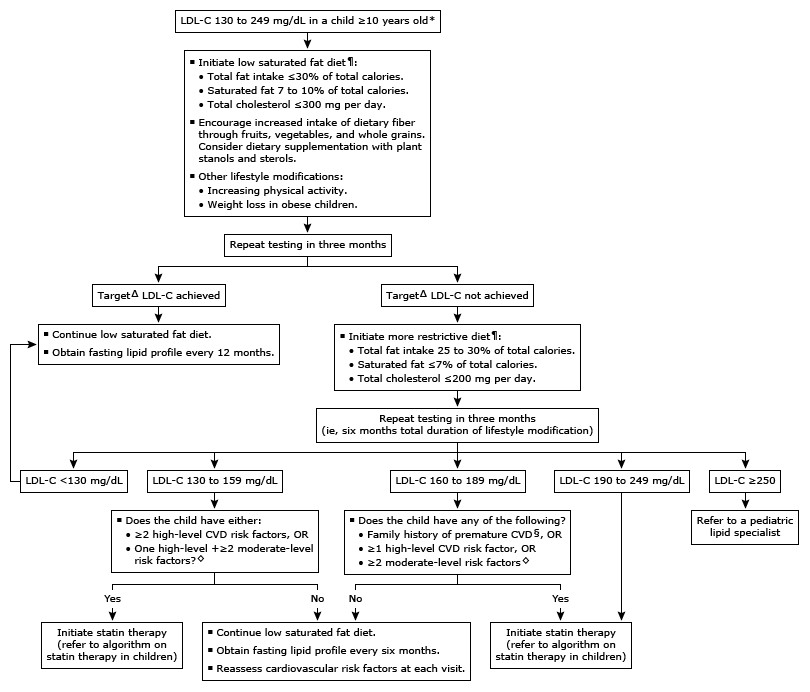 LDL-C 130 to 249 mg/dL in a child ≥10 years old*
▪ Initiate low saturated fat diet¶:
• Total fat intake ≤30% of total calories.
• Saturated fat 7 to 10% of total calories.
• Total cholesterol ≤300 mg per day.
▪ Encourage increased intake of dietary fiber
through fruits, vegetables, and whole grains.
Consider dietary supplementation with plant
stanols and sterols.
▪ Other lifestyle modifications:
• Increasing physical activity.
• Weight loss in obese children.
Repeat testing in three months
TargetΔ LDL-C achieved
TargetΔ LDL-C not achieved
▪ Continue low saturated fat diet.
▪ Obtain fasting lipid profile every 12 months.
▪ Initiate more restrictive diet¶:
• Total fat intake 25 to 30% of total calories.
• Saturated fat ≤7% of total calories.
• Total cholesterol ≤200 mg per day.
Repeat testing in three months
(ie, six months total duration of lifestyle modification)
LDL-C <130 mg/dL
LDL-C 130 to 159 mg/dL
LDL-C 160 to 189 mg/dL
LDL-C 190 to 249 mg/dL
LDL-C ≥250
▪ Does the child have either:
• ≥2 high-level CVD risk factors, OR
• One high-level +≥2 moderate-level
risk factors?◇
▪ Does the child have any of the following?
• Family history of premature CVD§, OR
• ≥1 high-level CVD risk factor, OR
• ≥2 moderate-level risk factors◇
Refer to a pediatric
lipid specialist
Yes
No
No
Yes
Initiate statin therapy
(refer to algorithm on
statin therapy in children)
▪ Continue low saturated fat diet.
▪ Obtain fasting lipid profile every six months.
▪ Reassess cardiovascular risk factors at each visit.
Initiate statin therapy
(refer to algorithm on
statin therapy in children)